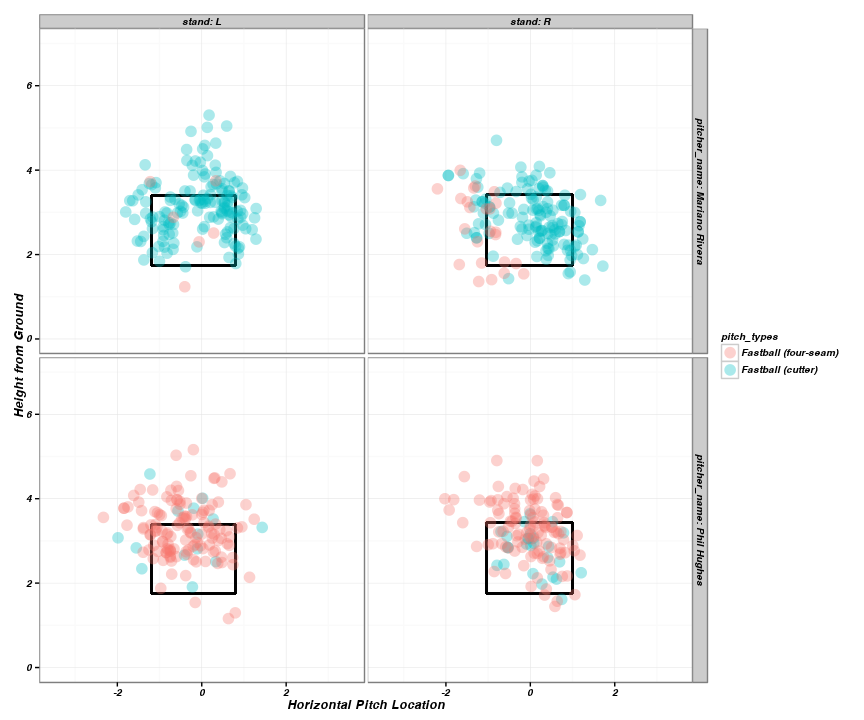 stand: L
stand: R
6
4
2
0
pitcher_name: Mariano Rivera
6
4
2
0
pitcher_name: Phil Hughes
Height from Ground
-2
0
2
-2
0
2
Horizontal Pitch Location
pitch_types
Fastball (four-seam)
Fastball (cutter)